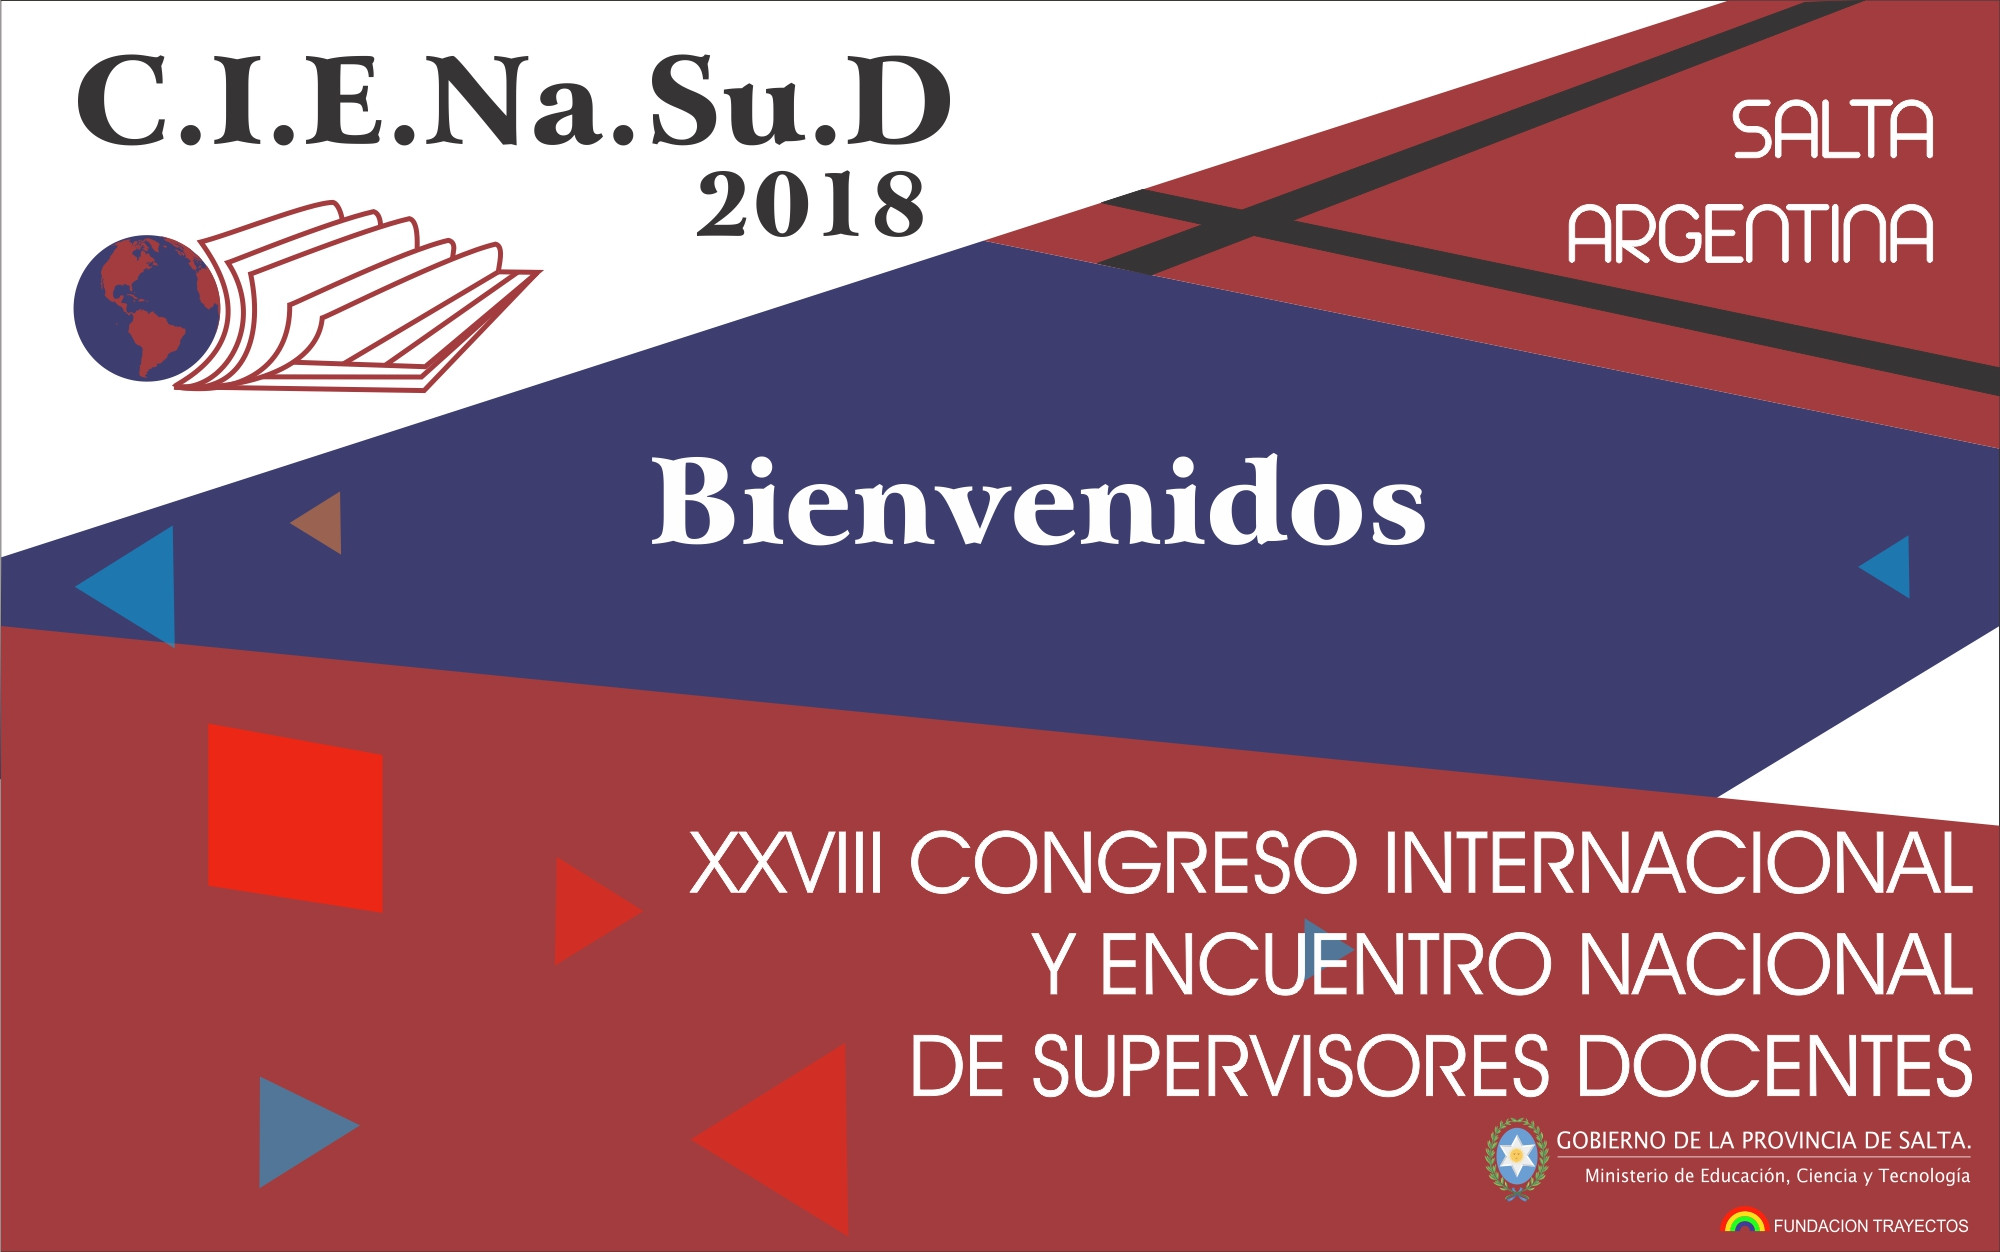 C.I.E.Na.Su.D
2018
SALTA
ARGENTINA
Bienvenidos
XXVIII CONGRESO INTERNACIONAL
Y ENCUENTRO NACIONAL
DE SUPERVISORES DOCENTES
GOBIERNO DE LA PROVINCIA DE SALTA.
Ministerio de Educación, Ciencia y Tecnología
FUNDACION TRAYECTOS